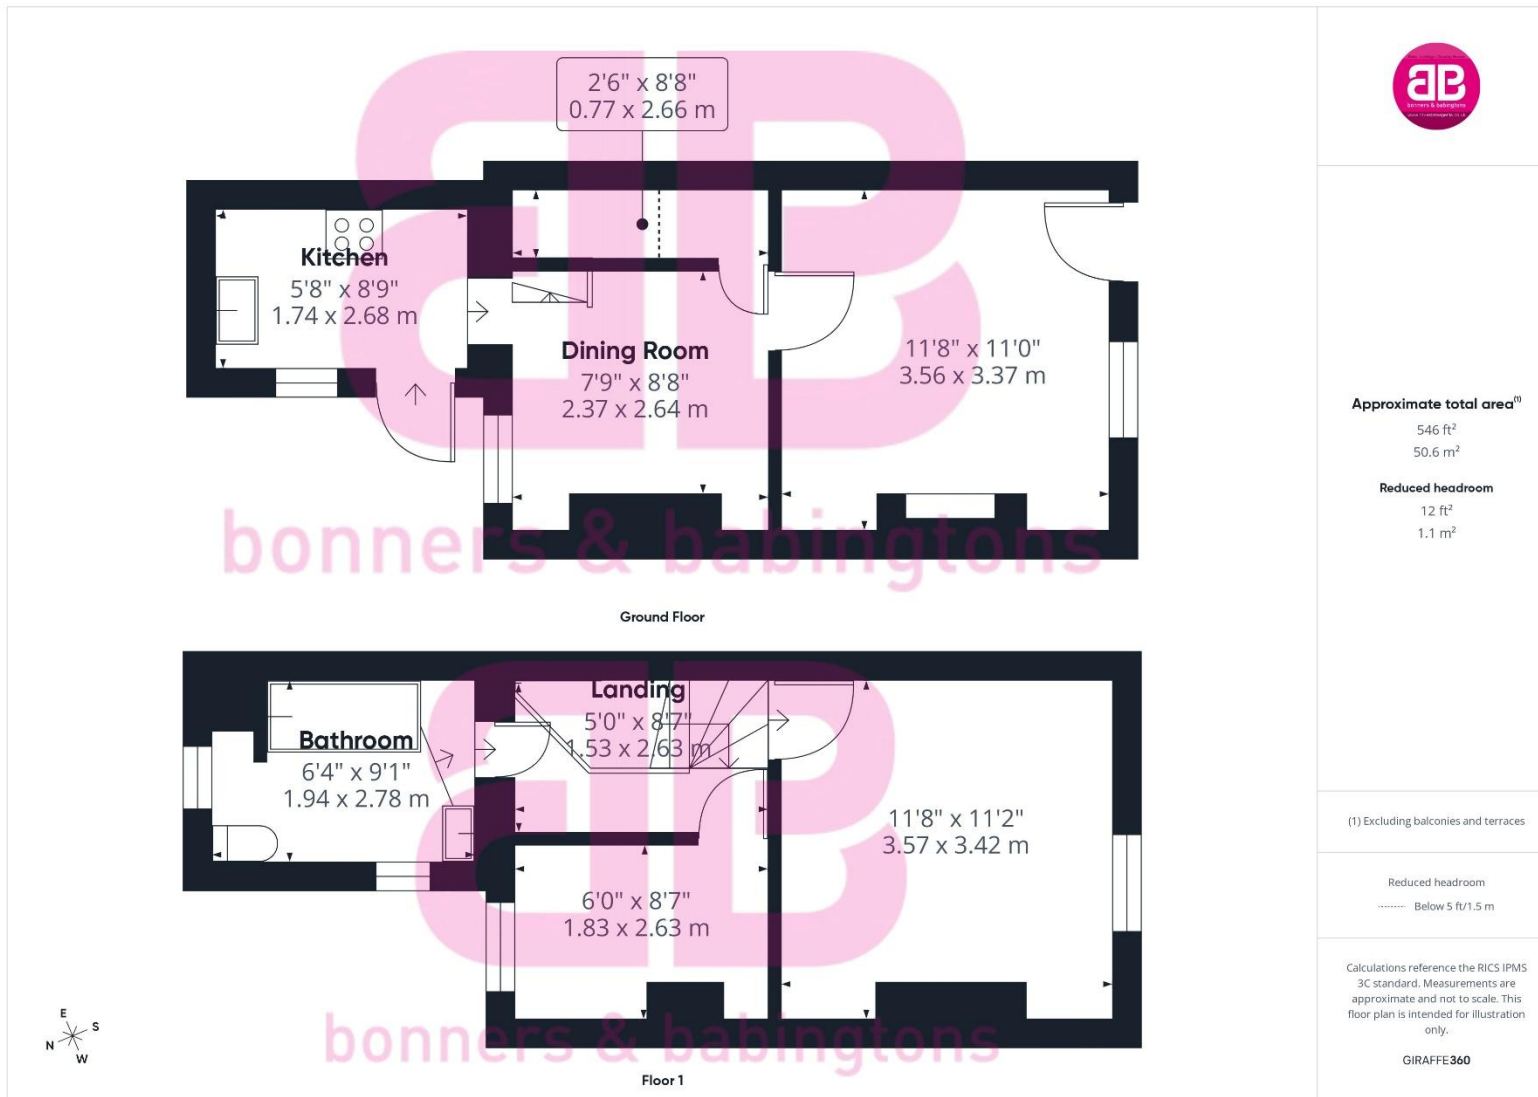 2'6" x 8'8"
0.77 x 2.66 m
Kitchen
5'8" x 8'9"
1.74 x 2.68 m
Dining Room
7'9" x 8'8"
2.37 x 2.64 m
11'8" x 11'0"
3.56 x 3.37 m
bonners & babingtons
Ground Floor
Landing
5'0" x 8'7"
1.53 x 2.63 m
Bathroom
6'4" x 9'1"
1.94 x 2.78 m
11'8" x 11'2"
3.57 x 3.42 m
6'0" x 8'7"
1.83 x 2.63 m
bonners & babingtons
Floor 1
E
S
N
W
bonners & babingtons
Approximate total area(1)
546 ft²
50.6 m²
Reduced headroom
12 ft²
1.1 m²
(1) Excluding balconies and terraces
Reduced headroom
Below 5 ft/1.5 m
Calculations reference the RICS IPMS
3C standard. Measurements are
approximate and not to scale. This
floor plan is intended for illustration
only.
GIRAFFE360